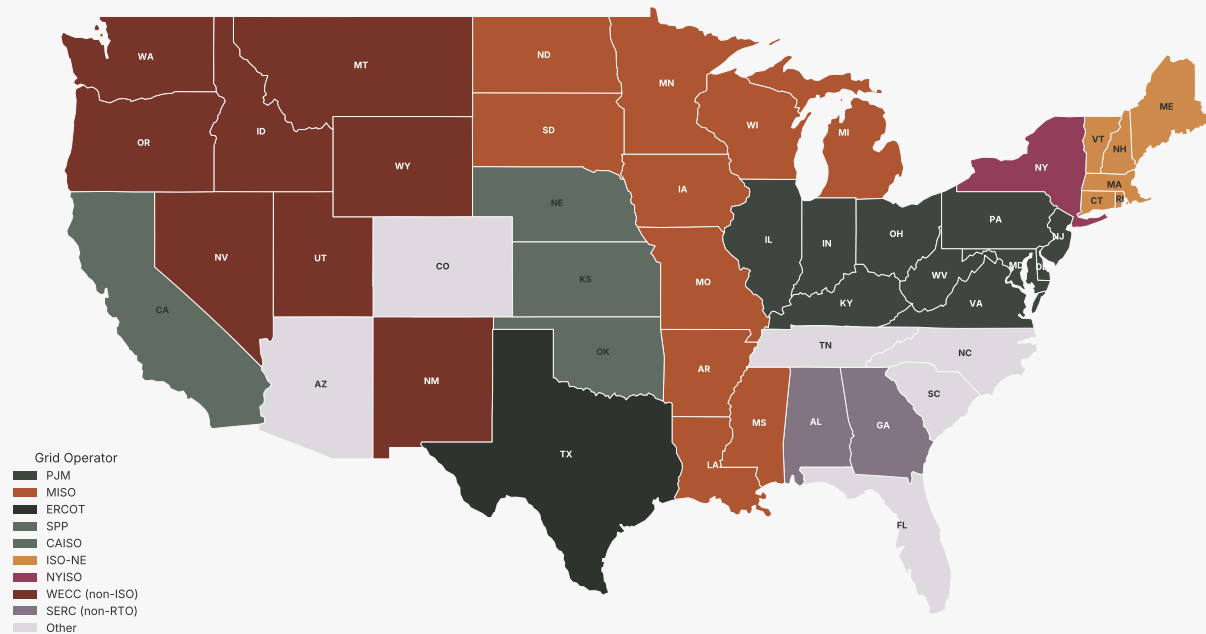 WA
MT
ND
MN
ME
SD
WI
MI
VT
OR
ID
NH
WY
NY
MA
IA
CT
RI
NE
PA
OH
NJ
IL
IN
NV
UT
CO
MD
DE
WV
KS
MO
CA
KY
VA
TN
OK
NC
AR
AZ
NM
SC
MS
AL
GA
TX
LA
FL
Grid Operator
PJM
MISO
ERCOT
SPP
CAISO
ISO-NE
NYISO
WECC (non-ISO)
SERC (non-RTO)
Other